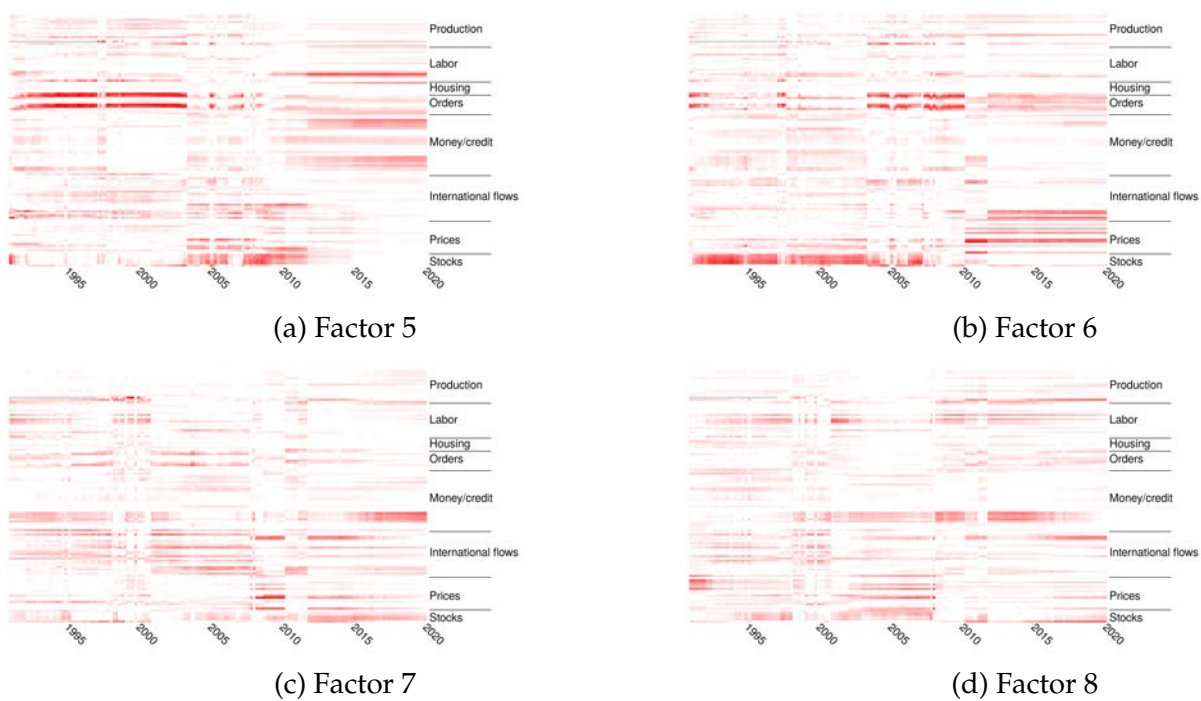 Production
Labor
Housing
Orders
Money/credit
International flows
Prices
Stocks
1995
2000
2005
2010
2015
2020
(a) Factor 5
Production
Labor
Housing
Orders
Money/credit
International flows
Prices
Stocks
1995
2000
2005
2010
2015
2020
(b) Factor 6
Production
Labor
Housing
Orders
Money/credit
International flows
Prices
Stocks
1995
2000
2005
2010
2015
2020
(c) Factor 7
Production
Labor
Housing
Orders
Money/credit
International flows
Prices
Stocks
1995
2000
2005
2010
2015
2020
(d) Factor 8